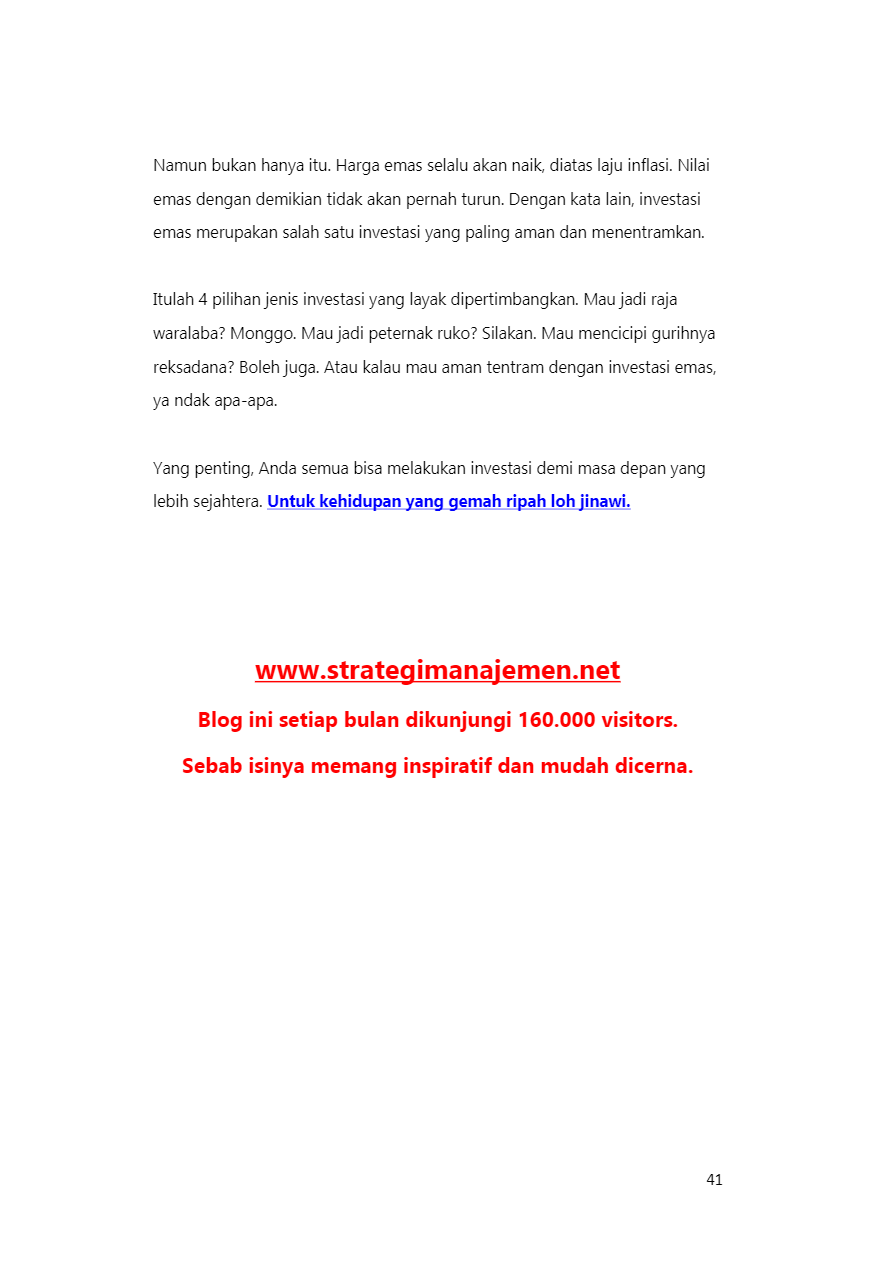 Namun bukan hanya itu. Harga emas selalu akan naik, diatas laju inflasi. Nilai
emas dengan demikian tidak akan pernah turun. Dengan kata lain, investasi
emas merupakan salah satu investasi yang paling aman dan menentramkan.
Itulah 4 pilihan jenis investasi yang layak dipertimbangkan. Mau jadi raja
waralaba? Monggo. Mau jadi peternak ruko? Silakan. Mau mencicipi gurihnya
reksadana? Boleh juga. Atau kalau mau aman tentram dengan investasi emas,
ya ndak apa-apa.
Yang penting, Anda semua bisa melakukan investasi demi masa depan yang
lebih sejahtera. Untuk kehidupan yang gemah ripah loh jinawi.
www.strategimanajemen.net
Blog ini setiap bulan dikunjungi 160.000 visitors.
Sebab isinya memang inspiratif dan mudah dicerna.
41